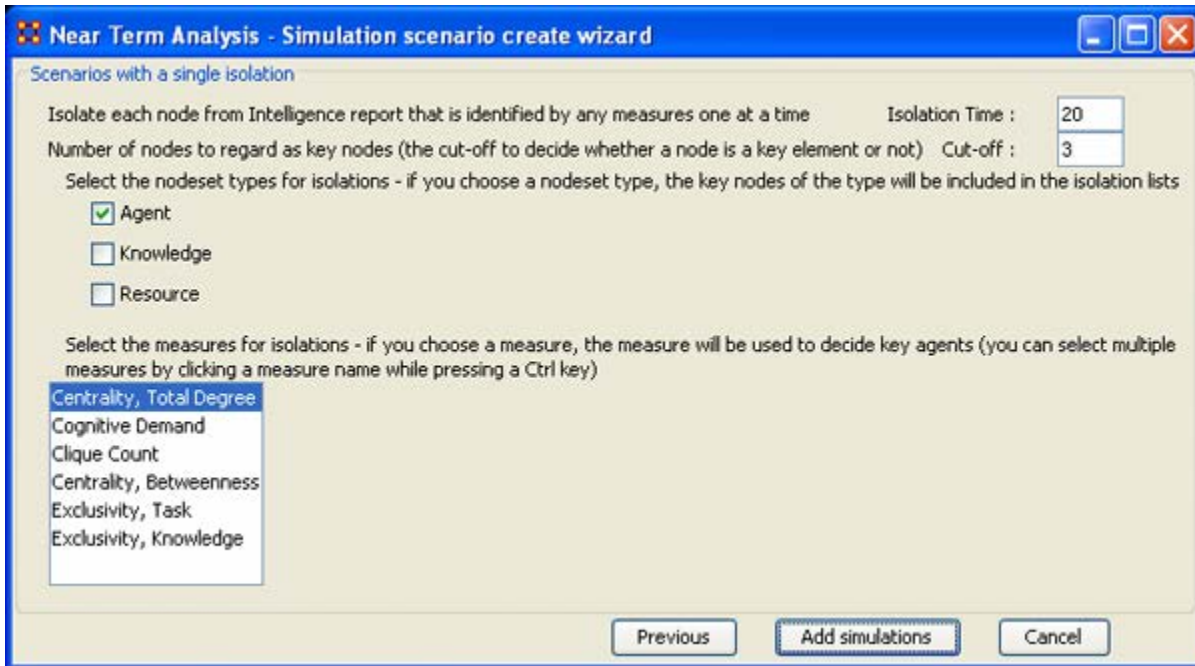 Near Term Analysis - Simulation scenario create wizard
Scenarios with a single isolation
Isolate each node from Intelligence report that is identified by any measures one at a time Isolation Time : 20
Number of nodes to regard as key nodes (the cut-off to decide whether a node is a key element or not) Cut-off : 3
Select the nodeset types for isolations - if you choose a nodeset type, the key nodes of the type will be included in the isolation lists
Agent
Knowledge
Resource
Select the measures for isolations - if you choose a measure, the measure will be used to decide key agents (you can select multiple
measures by clicking a measure name while pressing a Ctrl key)
Centrality, Total Degree
Cognitive Demand
Clique Count
Centrality, Betweenness
Exclusivity, Task
Exclusivity, Knowledge
Previous Add simulations Cancel